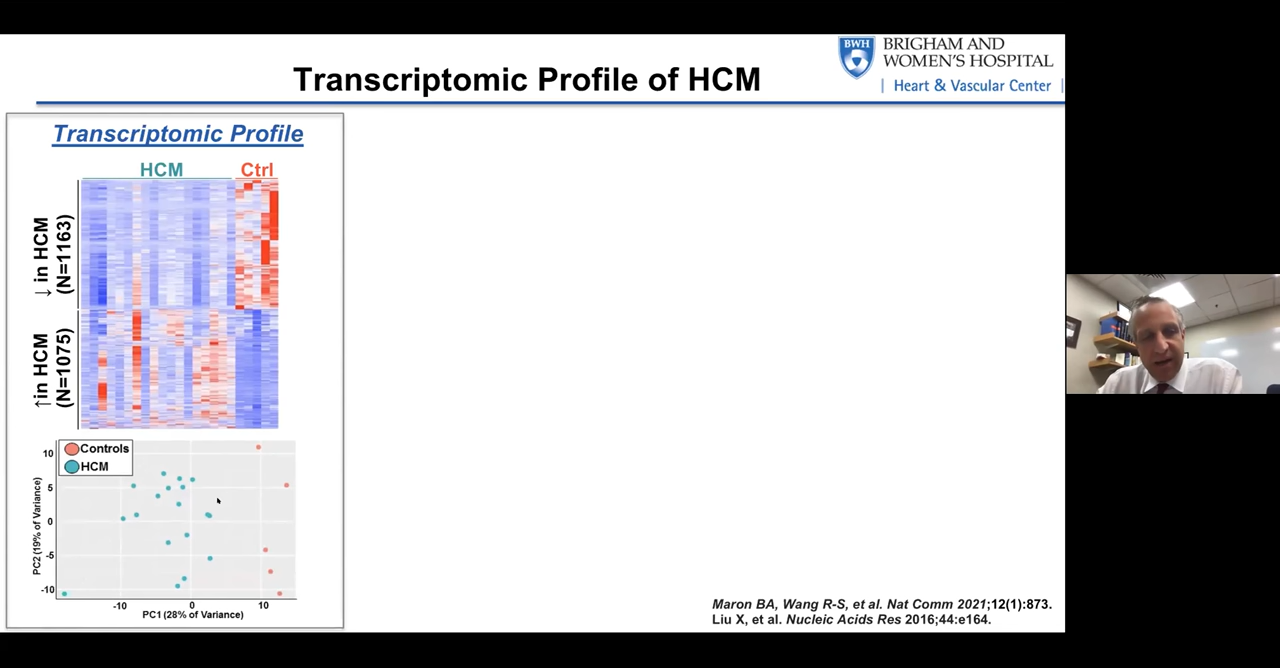 BWH
BRIGHAM AND
WOMEN'S HOSPITAL
| Heart & Vascular Center |
Transcriptomic Profile of HCM
Transcriptomic Profile
HCM Ctrl
↓ in HCM
(N=1163)
↑in HCM
(N=1075)
Controls
HCM
10
5
0
-5
-10
PC2 (19% of Variance)
-10 0 10
PC1 (28% of Variance)
Maron BA, Wang R-S, et al. Nat Comm 2021;12(1):873.
Liu X, et al. Nucleic Acids Res 2016;44:e164.